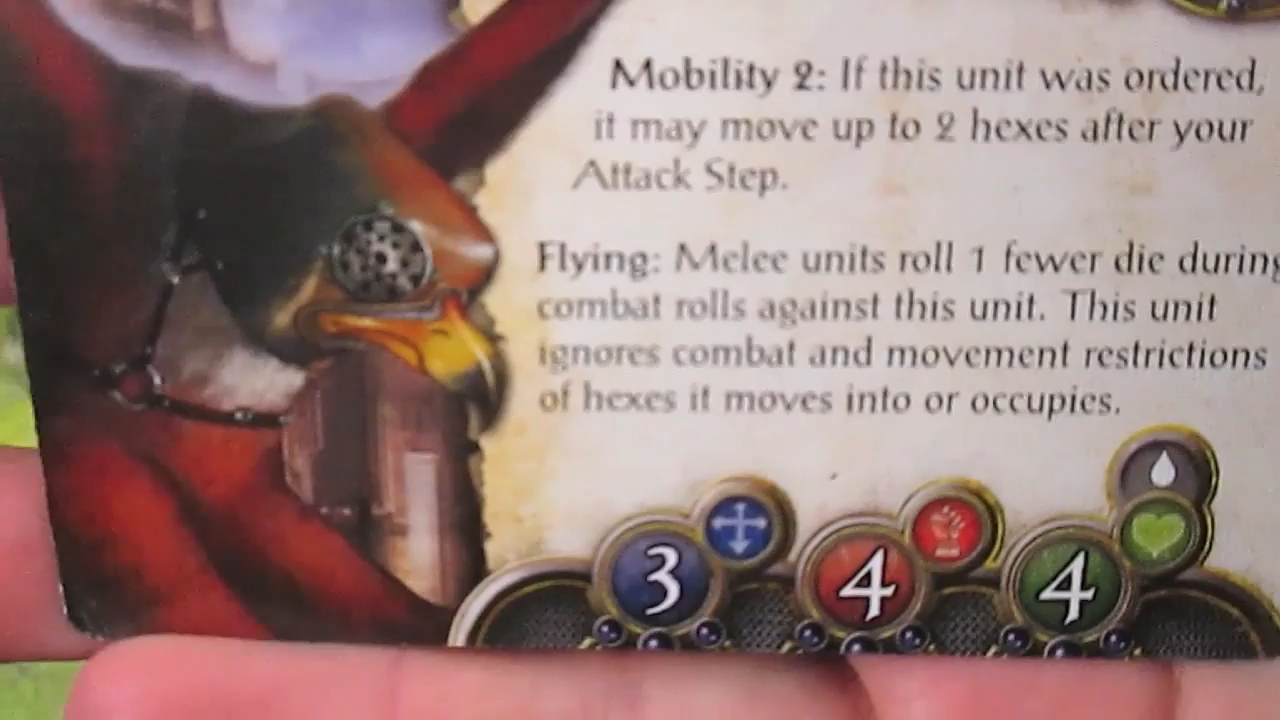 Mobility 2: If this unit was ordered,
it may move up to 2 hexes after your
Attack Step.
Flying: Melee units roll 1 fewer die during
combat rolls against this unit. This unit
ignores combat and movement restrictions
of hexes it moves into or occupies.
3 4 4